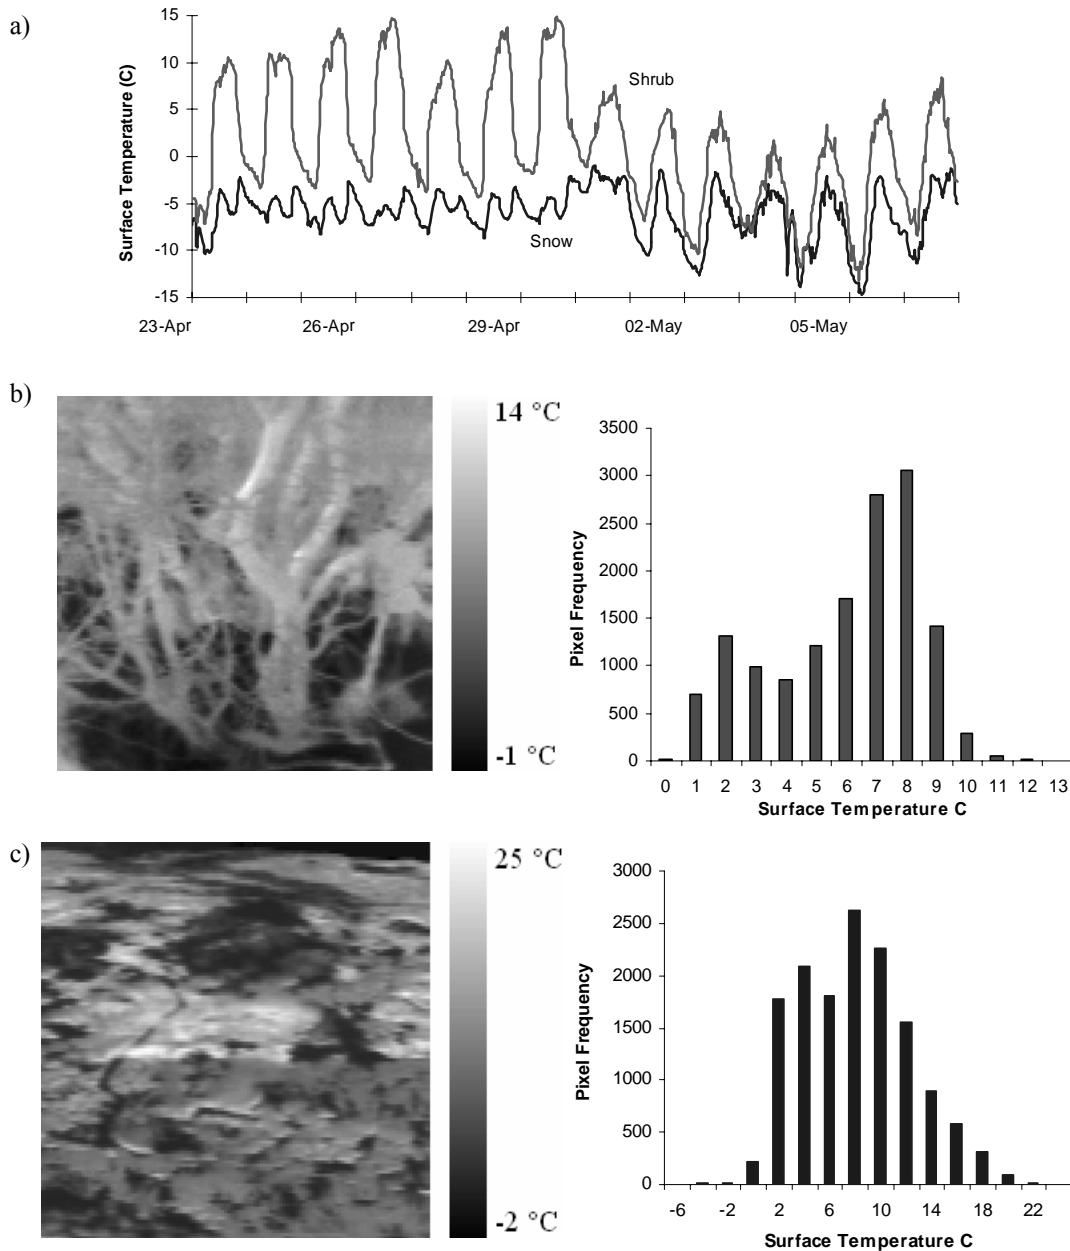 a)
Surface Temperature (C)
15
10
5
0
-5
-10
-15
Shrub
Snow
23-Apr 26-Apr 29-Apr 02-May 05-May
b)
14 °C
-1 °C
Pixel Frequency
3500
3000
2500
2000
1500
1000
500
0
0 1 2 3 4 5 6 7 8 9 10 11 12 13
Surface Temperature C
c)
25 °C
-2 °C
Pixel Frequency
3000
2500
2000
1500
1000
500
0
-6 -2 2 6 10 14 18 22
Surface Temperature C